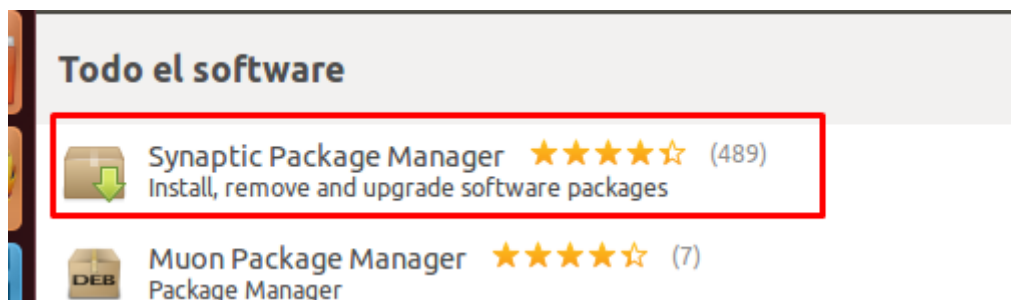 Todo el software
Synaptic Package Manager (489)
Install, remove and upgrade software packages
Muon Package Manager (7)
DEB
Package Manager